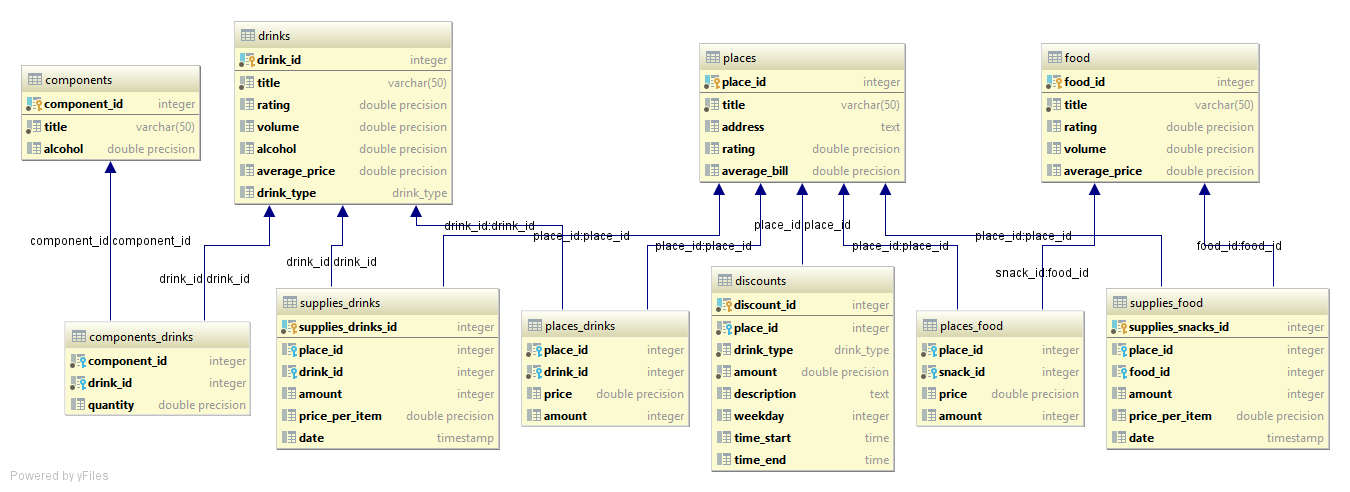 drinks
drink_id integer
title varchar(50)
rating double precision
volume double precision
alcohol double precision
average_price double precision
drink_type drink_type
places
place_id integer
title varchar(50)
address text
rating double precision
average_bill double precision
food
food_id integer
title varchar(50)
rating double precision
volume double precision
average_price double precision
components
component_id integer
title varchar(50)
alcohol double precision
component_id:component_id
drink_id:drink_id
drink_id:drink_id
drink_id:drink_id
place_id:place_id
place_id:place_id
place_id:place_id
place_id:place_id
place_id:place_id
snack_id:food_id
food_id:food_id
components_drinks
component_id integer
drink_id integer
quantity double precision
supplies_drinks
supplies_drinks_id integer
place_id integer
drink_id integer
amount integer
price_per_item double precision
date timestamp
places_drinks
place_id integer
drink_id integer
price double precision
amount integer
discounts
discount_id integer
place_id integer
drink_type drink_type
amount double precision
description text
weekday integer
time_start time
time_end time
places_food
place_id integer
snack_id integer
price double precision
amount integer
supplies_food
supplies_snacks_id integer
place_id integer
food_id integer
amount integer
price_per_item double precision
date timestamp
Powered by yFiles